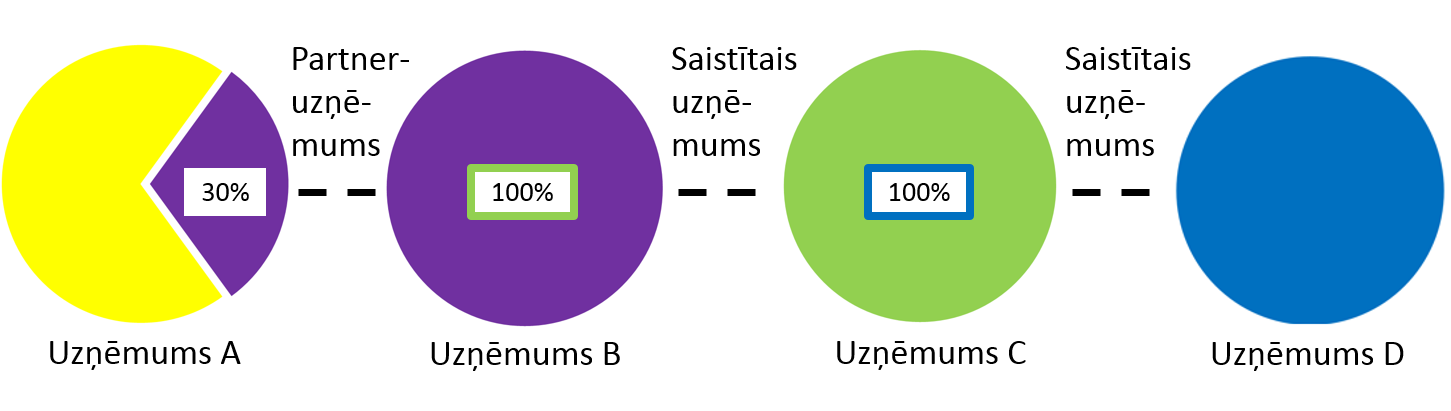 Partner-
uzņē-
mums
Saistītais
uzņē-
mums
Saistītais
uzņē-
mums
30%
100%
100%
Uzņēmums A
Uzņēmums B
Uzņēmums C
Uzņēmums D